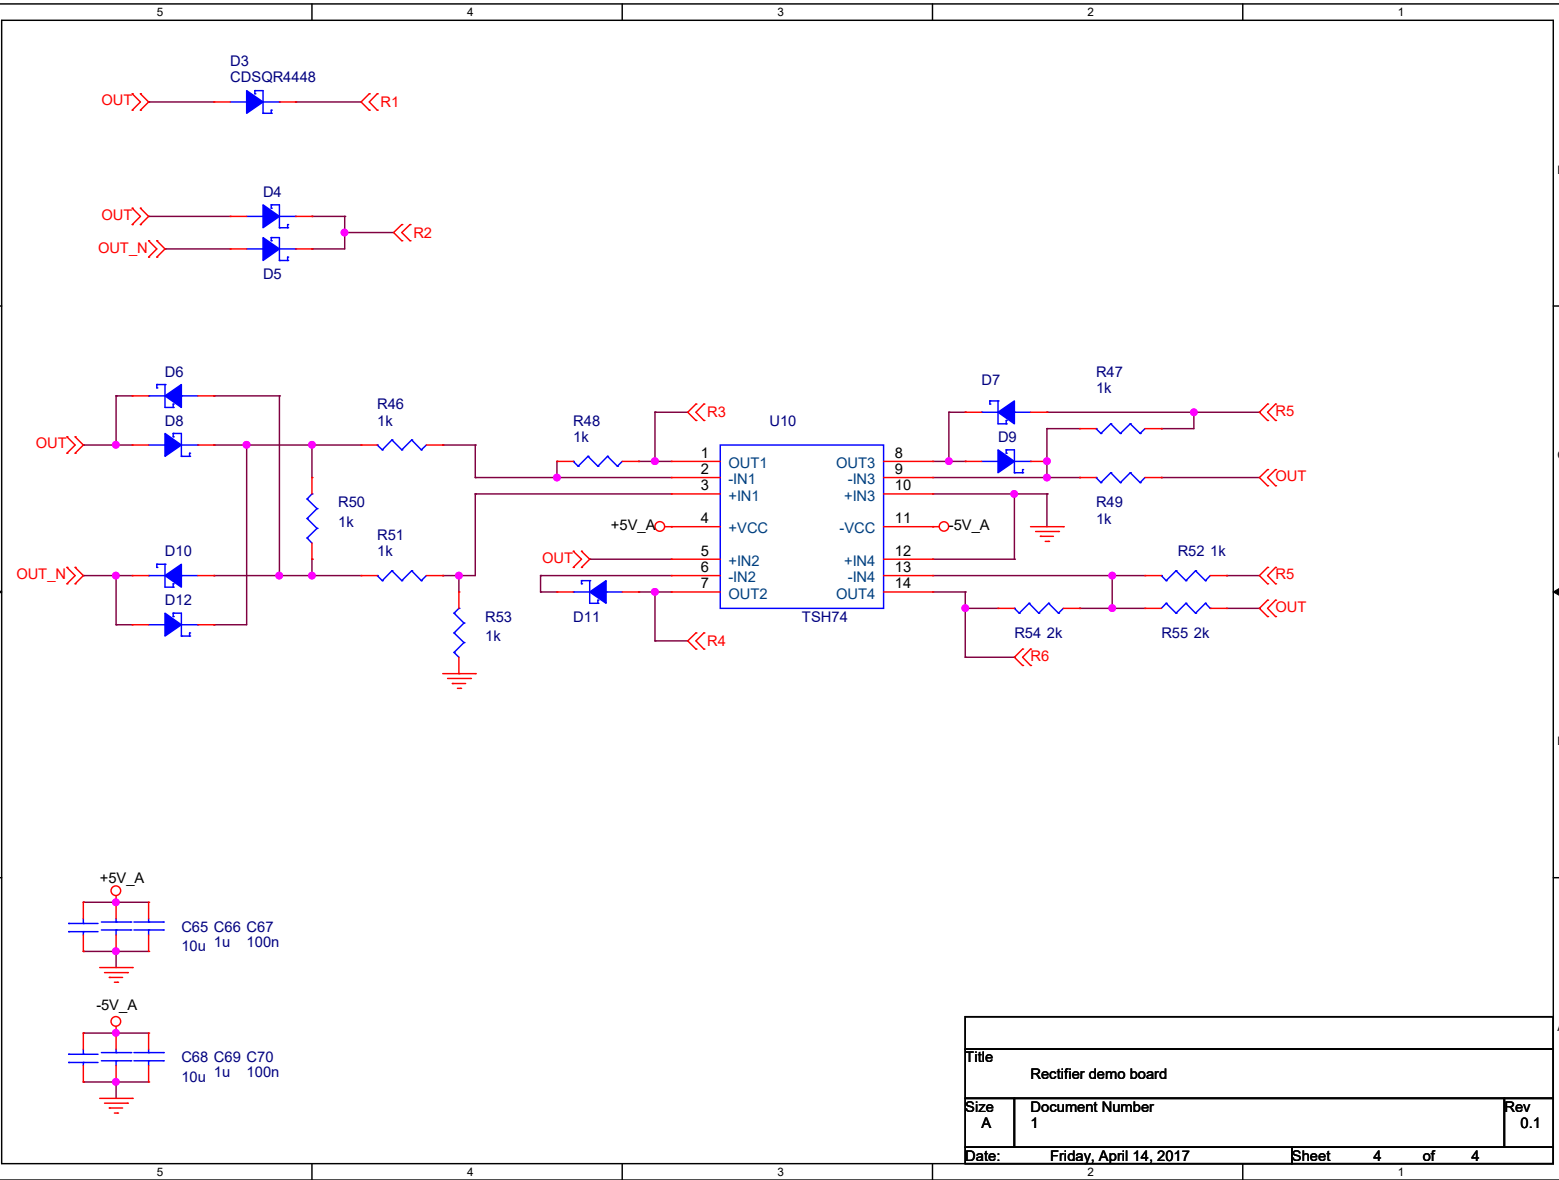 5 4 3 2 1
D3
CDSQR4448
OUT R1
D4
OUT
R2
OUT_N
D5
D6
D8
OUT
R46
1k
R50
1k
R51
1k
D10
OUT_N
D12
R53
1k
R48
1k
R3
U10
1 OUT1
2 -IN1
3 +IN1
+5V_A 4 +VCC
OUT 5 +IN2
6 -IN2
7 OUT2
D11
R4
TSH74
OUT3 8
-IN3 9
+IN3 10
-VCC 11 -5V_A
+IN4 12
-IN4 13
OUT4 14
D7
D9
R47
1k
R5
OUT
R49
1k
R52 1k
R5
OUT
R54 2k R55 2k
R6
+5V_A
C65 C66 C67
10u 1u 100n
-5V_A
C68 C69 C70
10u 1u 100n
Title
Rectifier demo board
Size Document Number Rev
A 1 0.1
Date: Friday, April 14, 2017 Sheet 4 of 4
5 4 3 2 1